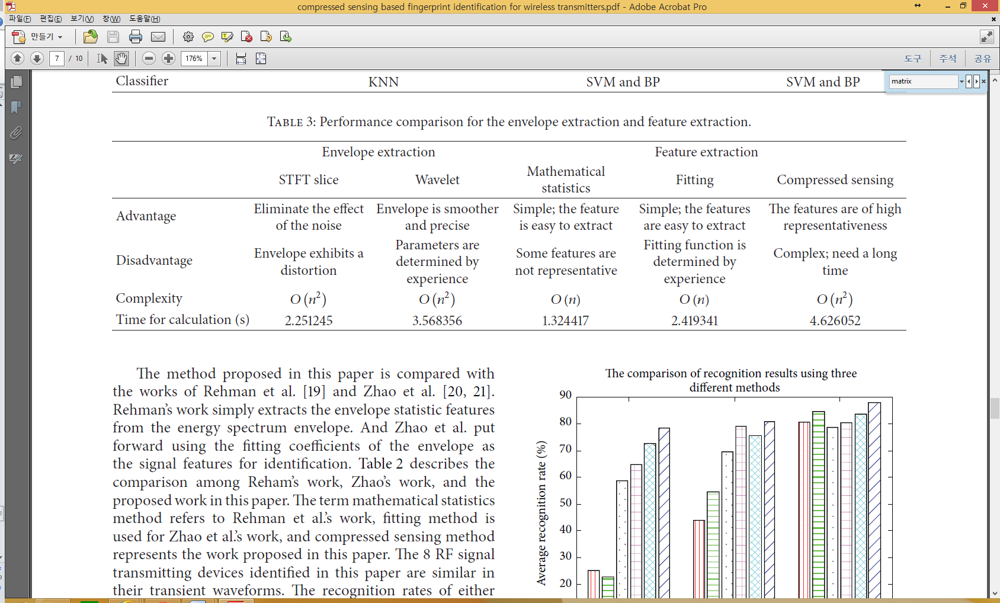 compressed sensing based fingerprint identification for wireless transmitters.pdf - Adobe Acrobat Pro
파일(F) 편집(E) 보기(V) 창(W) 도움말(H)
만들기
7 / 10 176% 도구 주석 공유
matrix
Classifier KNN SVM and BP SVM and BP
TABLE 3: Performance comparison for the envelope extraction and feature extraction.
Envelope extraction Feature extraction
STFT slice Wavelet Mathematical statistics Fitting Compressed sensing
Advantage Eliminate the effect of the noise Envelope is smoother and precise Simple; the feature is easy to extract Simple; the features are easy to extract The features are of high representativeness
Disadvantage Envelope exhibits a distortion Parameters are determined by experience Some features are not representative Fitting function is determined by experience Complex; need a long time
Complexity O(n²) O(n²) O(n) O(n) O(n²)
Time for calculation (s) 2.251245 3.568356 1.324417 2.419341 4.626052
The method proposed in this paper is compared with
the works of Rehman et al. [19] and Zhao et al. [20, 21].
Rehman's work simply extracts the envelope statistic features
from the energy spectrum envelope. And Zhao et al. put
forward using the fitting coefficients of the envelope as
the signal features for identification. Table 2 describes the
comparison among Reham's work, Zhao's work, and the
proposed work in this paper. The term mathematical statistics
method refers to Rehman et al.'s work, fitting method is
used for Zhao et al.'s work, and compressed sensing method
represents the work proposed in this paper. The 8 RF signal
transmitting devices identified in this paper are similar in
their transient waveforms. The recognition rates of either
The comparison of recognition results using three
different methods
Average recognition rate (%)
90
80
70
60
50
40
30
20